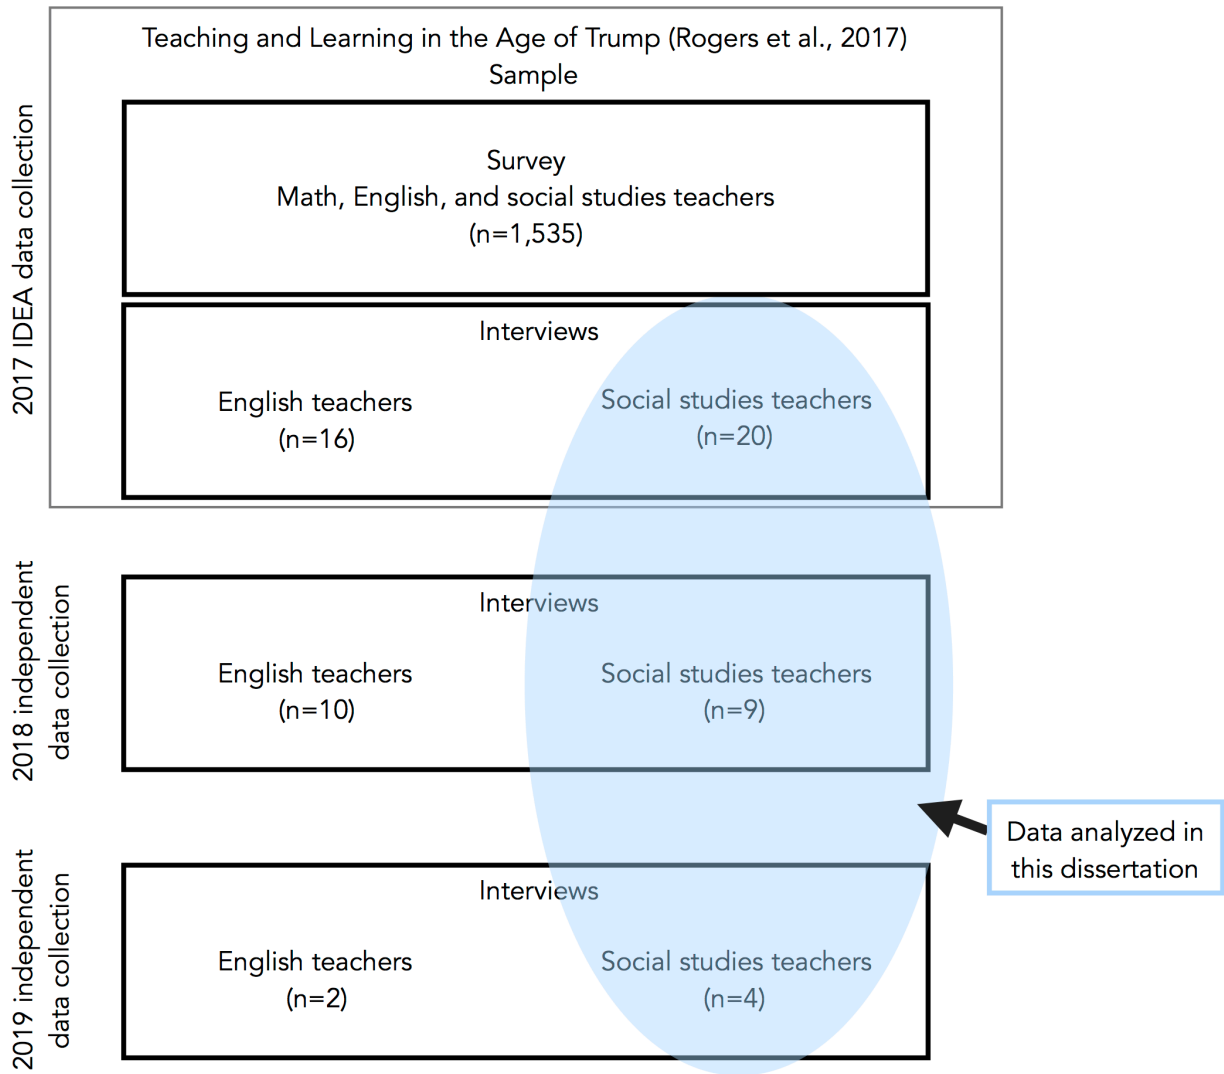 Teaching and Learning in the Age of Trump (Rogers et al., 2017)
Sample
2017 IDEA data collection
Survey
Math, English, and social studies teachers
(n=1,535)
Interviews
English teachers
(n=16)
Social studies teachers
(n=20)
2018 independent
data collection
Interviews
English teachers
(n=10)
Social studies teachers
(n=9)
Data analyzed in
this dissertation
2019 independent
data collection
Interviews
English teachers
(n=2)
Social studies teachers
(n=4)